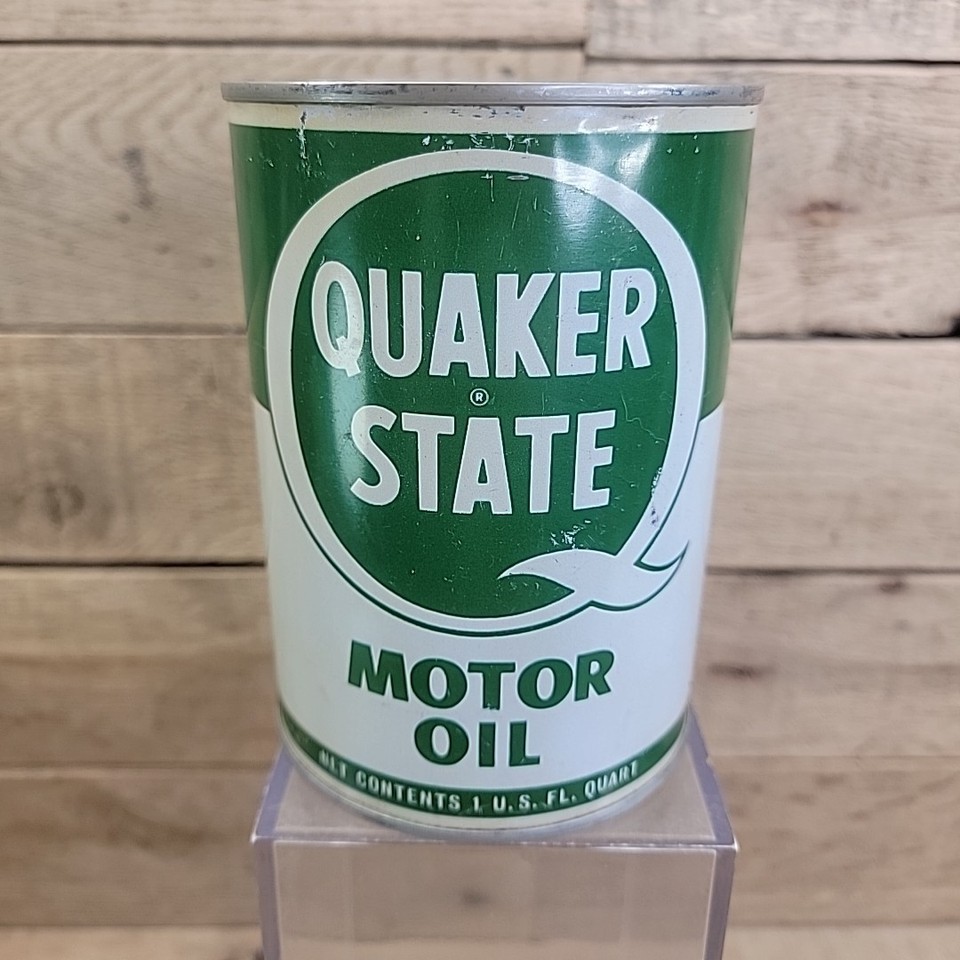 QUAKER
®
STATE
MOTOR
OIL
NET CONTENTS 1 U.S. FL. QUART